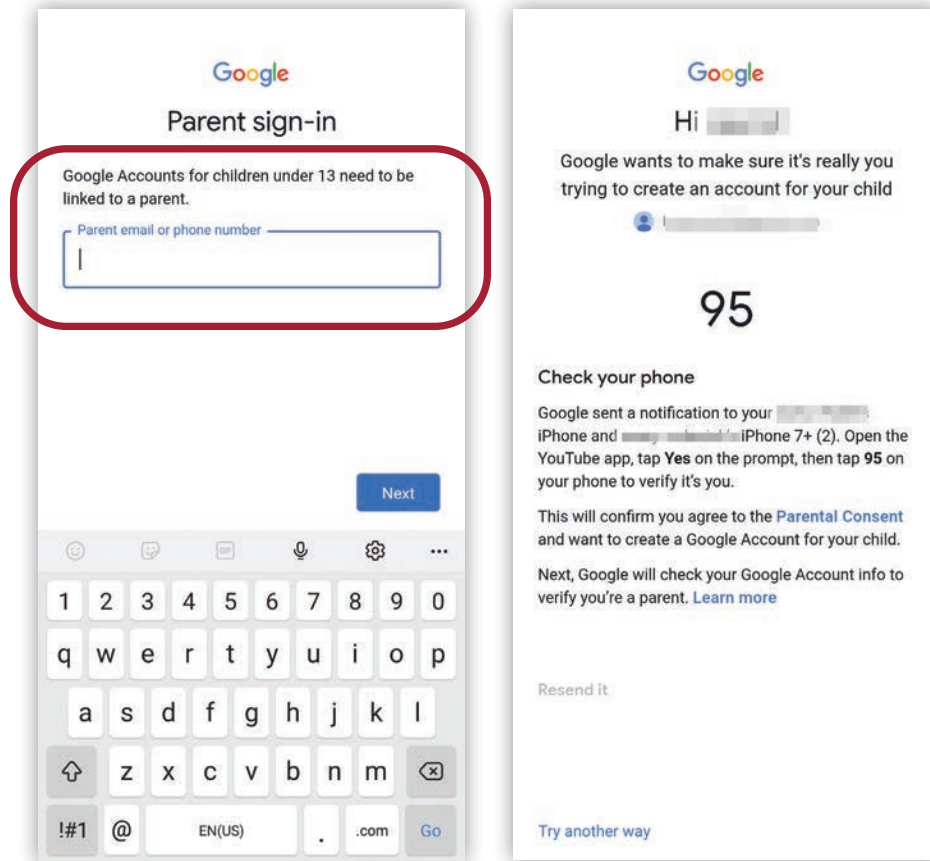 Google
Parent sign-in
Google Accounts for children under 13 need to be
linked to a parent.
Parent email or phone number
Next
GIF
1 2 3 4 5 6 7 8 9 0
q w e r t y u i o p
a s d f g h j k l
z x c v b n m
!#1 @ EN(US) . .com Go
Google
Hi
Google wants to make sure it's really you
trying to create an account for your child
95
Check your phone
Google sent a notification to your
iPhone and iPhone 7+ (2). Open the
YouTube app, tap Yes on the prompt, then tap 95 on
your phone to verify it's you.
This will confirm you agree to the Parental Consent
and want to create a Google Account for your child.
Next, Google will check your Google Account info to
verify you're a parent. Learn more
Resend it
Try another way